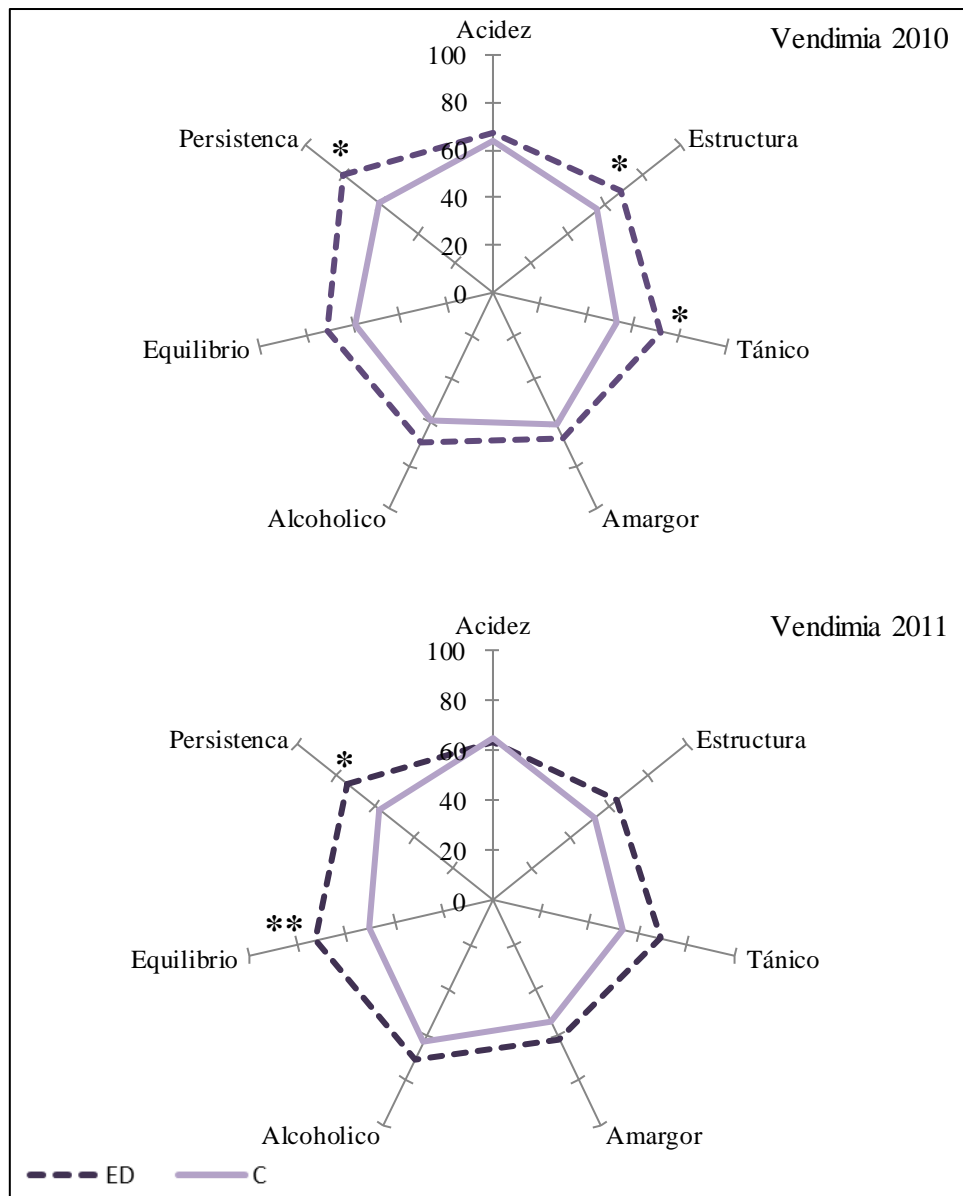 Acidez
Vendimia 2010
100
80
Persistenca
*
60
*
Estructura
40
20
0
*
Equilibrio
Tánico
Alcoholico
Amargor
Acidez
Vendimia 2011
100
80
Persistenca
*
60
Estructura
40
20
0
**
Equilibrio
Tánico
Alcoholico
Amargor
ED
C